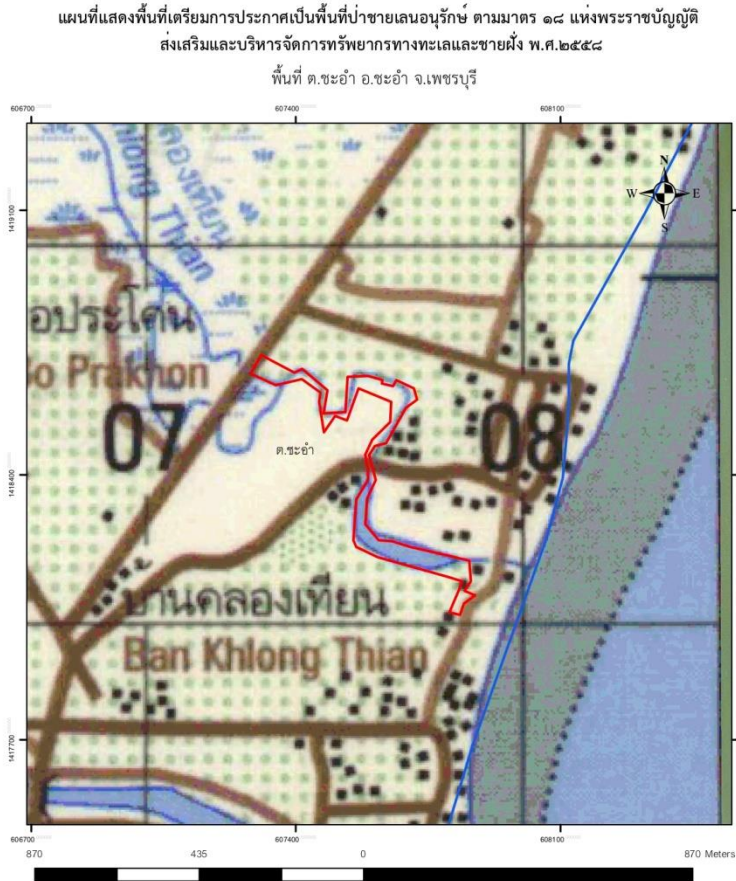 แผนที่แสดงพื้นที่เตรียมการประกาศเป็นพื้นที่ป่าชายเลนอนุรักษ์ ตามมาตร ๑๘ แห่งพระราชบัญญัติ
ส่งเสริมและบริหารจัดการทรัพยากรทางทะเลและชายฝั่ง พ.ศ.๒๕๕๘
พื้นที่ ต.ชะอำ อ.ชะอำ จ.เพชรบุรี
606700 607400 608100
N
W E
S
1419100
คลองเทียน
Khlong Thian
อประโดน
o Prakhon
07 08
ต.ชะอำ
1418400
บานคลองเทียน
Ban Khlong Thian
1417700
606700 607400 608100
870 435 0 870 Meters